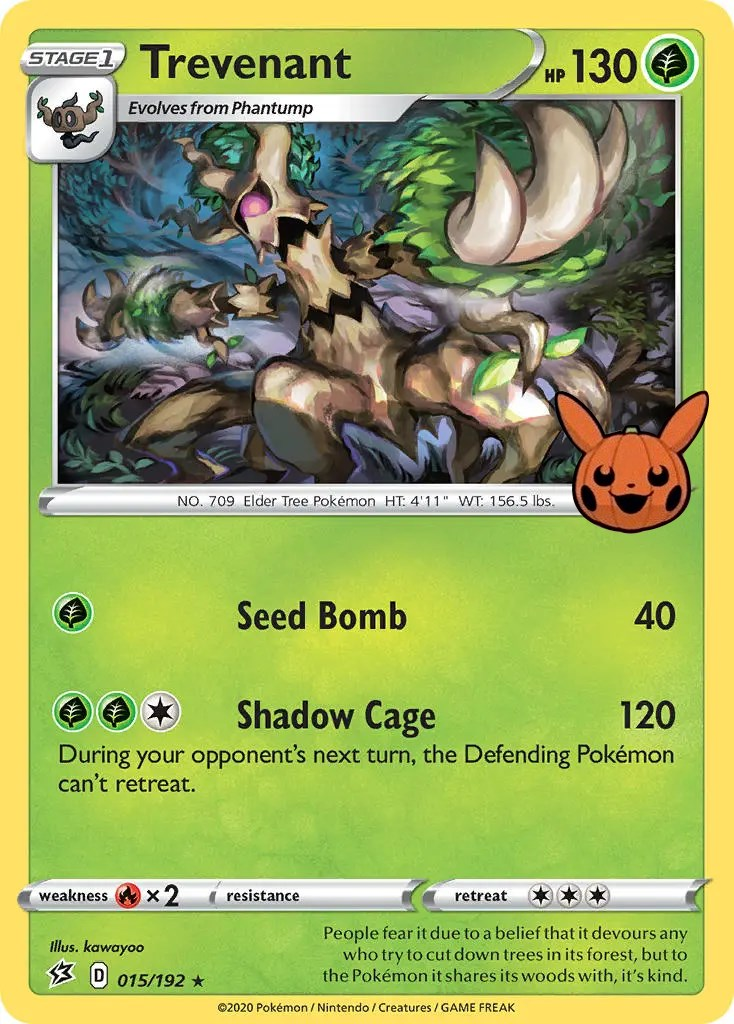 STAGE1
Trevenant
HP 130
Evolves from Phantump
NO. 709 Elder Tree Pokémon HT: 4'11" WT: 156.5 lbs.
Seed Bomb 40
Shadow Cage 120
During your opponent's next turn, the Defending Pokémon
can't retreat.
weakness ×2 resistance retreat
Illus. kawayoo
D 015/192 ★
People fear it due to a belief that it devours any
who try to cut down trees in its forest, but to
the Pokémon it shares its woods with, it's kind.
©2020 Pokémon / Nintendo / Creatures / GAME FREAK